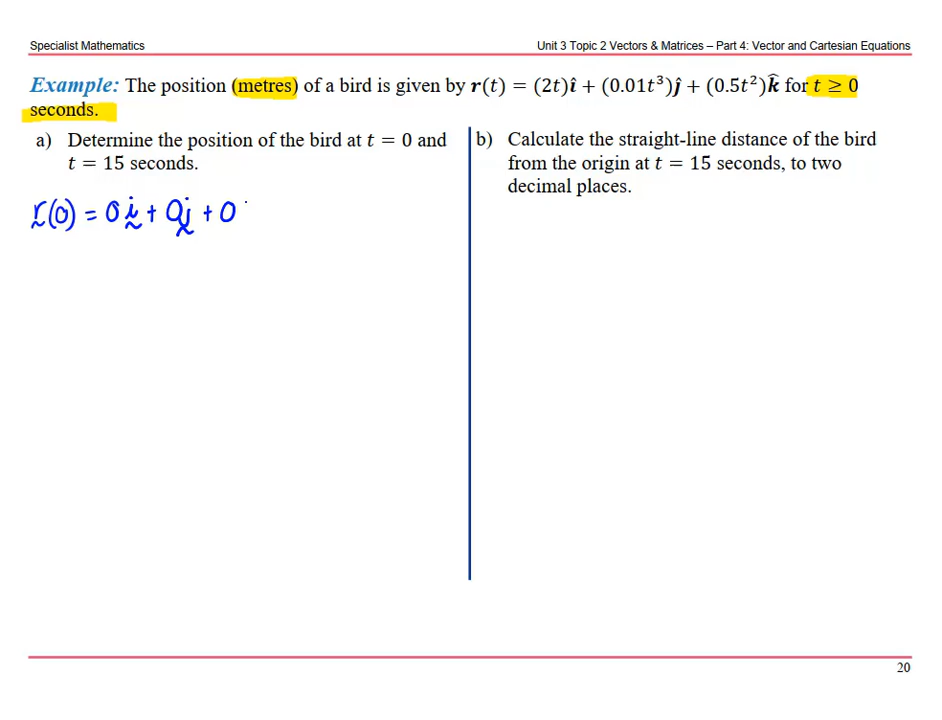 Specialist Mathematics
Unit 3 Topic 2 Vectors & Matrices – Part 4: Vector and Cartesian Equations
Example: The position (metres) of a bird is given by r(t) = (2t)î + (0.01t³)ĵ + (0.5t²)k̂ for t ≥ 0
seconds.
a) Determine the position of the bird at t = 0 and
t = 15 seconds.
r(0) = 0i + 0j + 0
b) Calculate the straight-line distance of the bird
from the origin at t = 15 seconds, to two
decimal places.
20